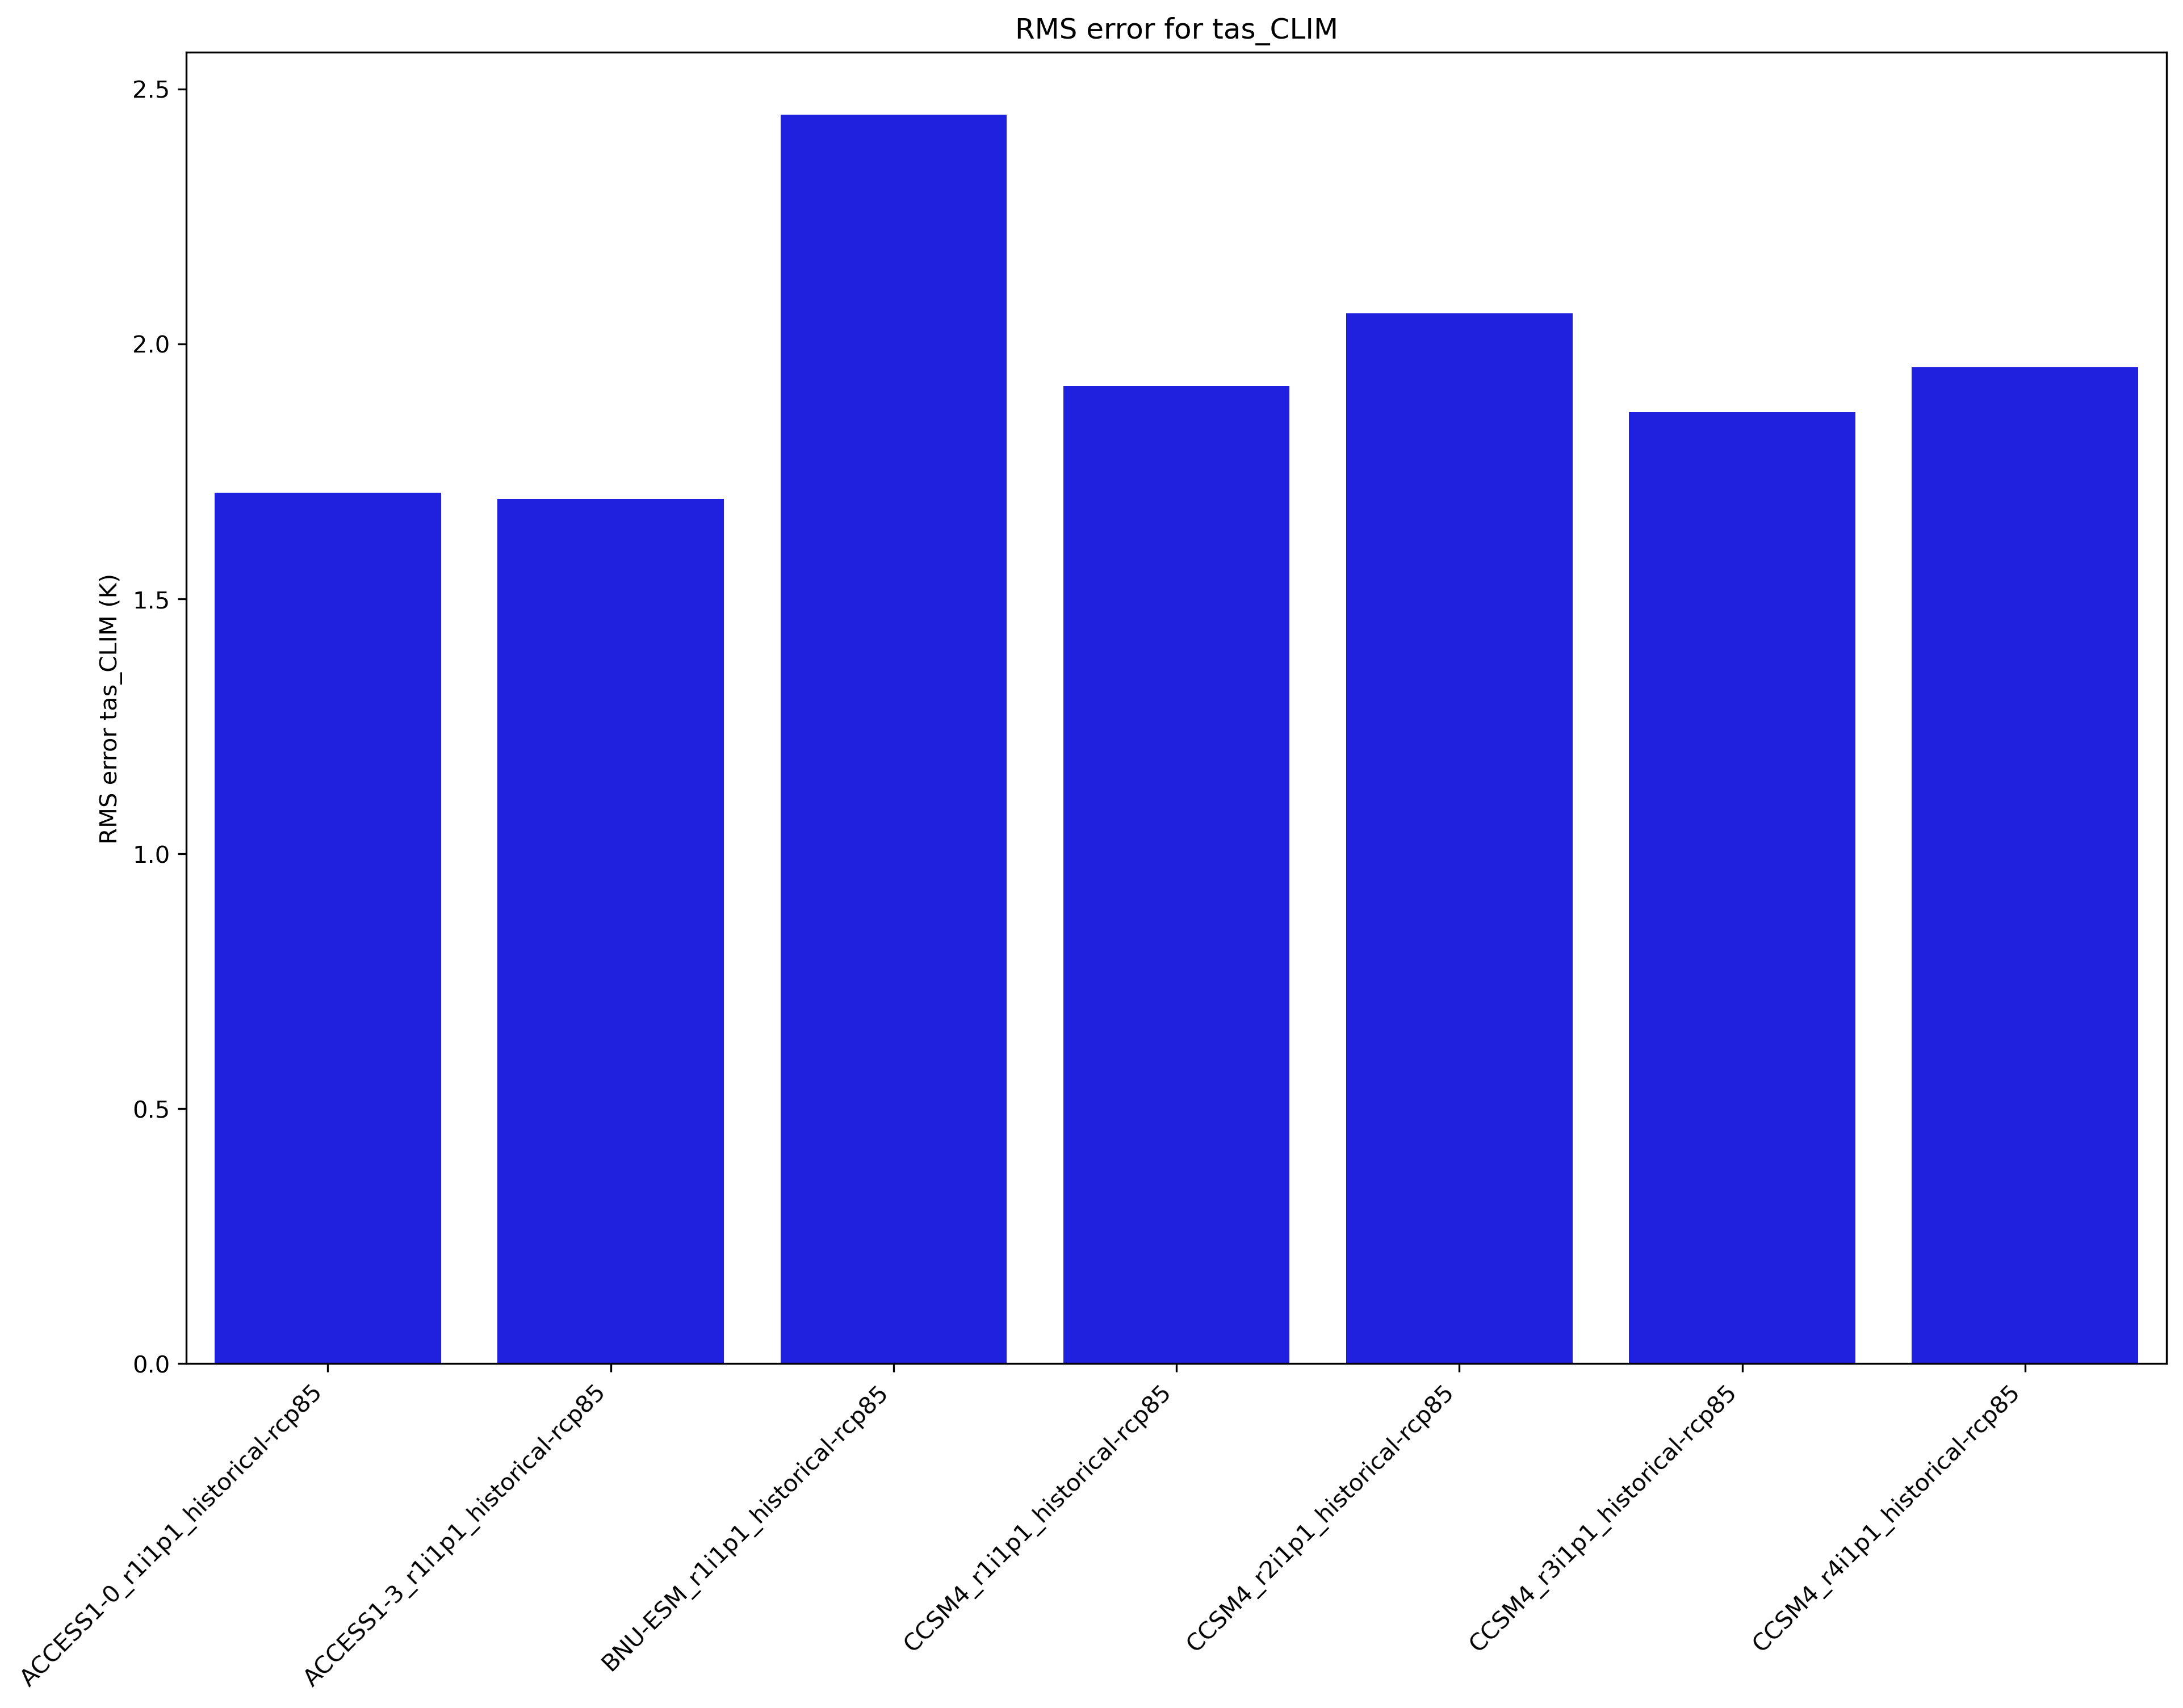 RMS error for tas_CLIM
RMS error tas_CLIM (K)
2.5
2.0
1.5
1.0
0.5
0.0
ACCESS1-0_r1i1p1_historical-rcp85
ACCESS1-3_r1i1p1_historical-rcp85
BNU-ESM_r1i1p1_historical-rcp85
CCSM4_r1i1p1_historical-rcp85
CCSM4_r2i1p1_historical-rcp85
CCSM4_r3i1p1_historical-rcp85
CCSM4_r4i1p1_historical-rcp85